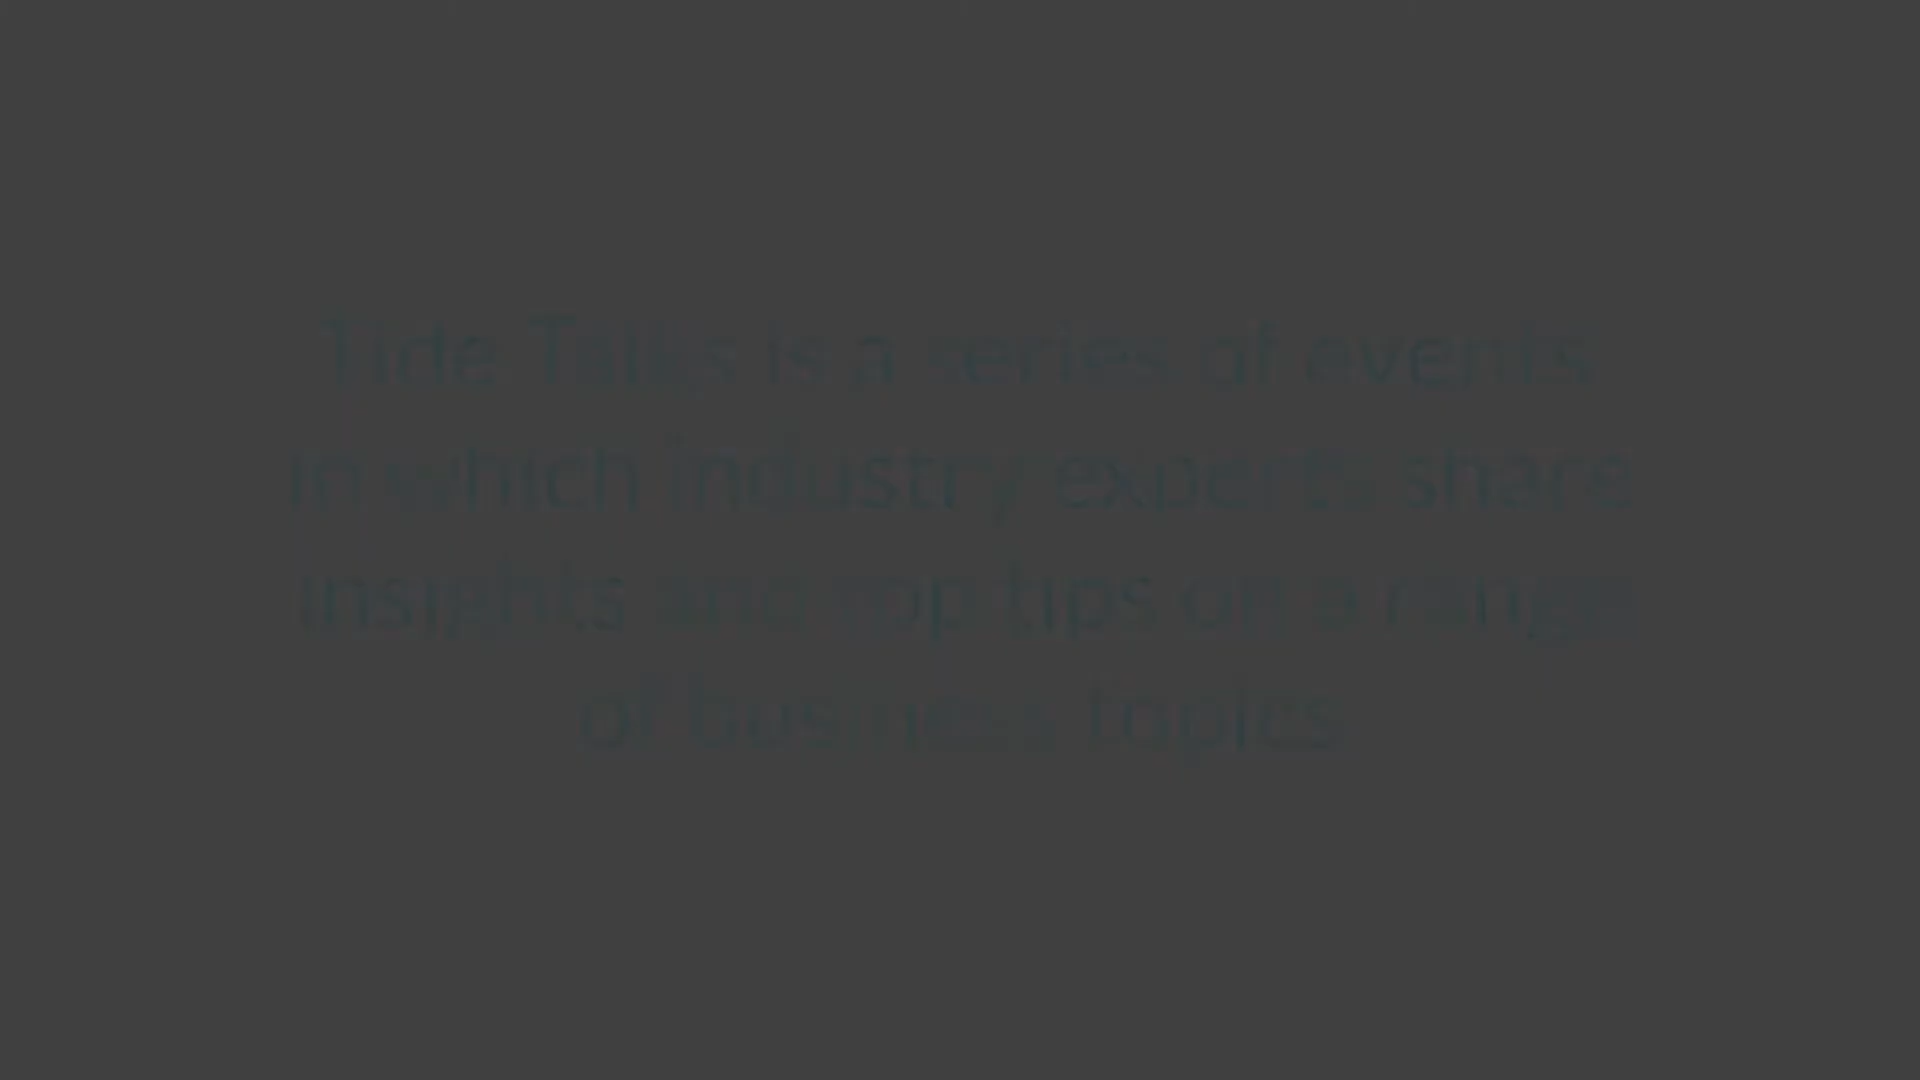 Tide Talks is a series of events
in which industry experts share
insights and top tips on a range
of business topics